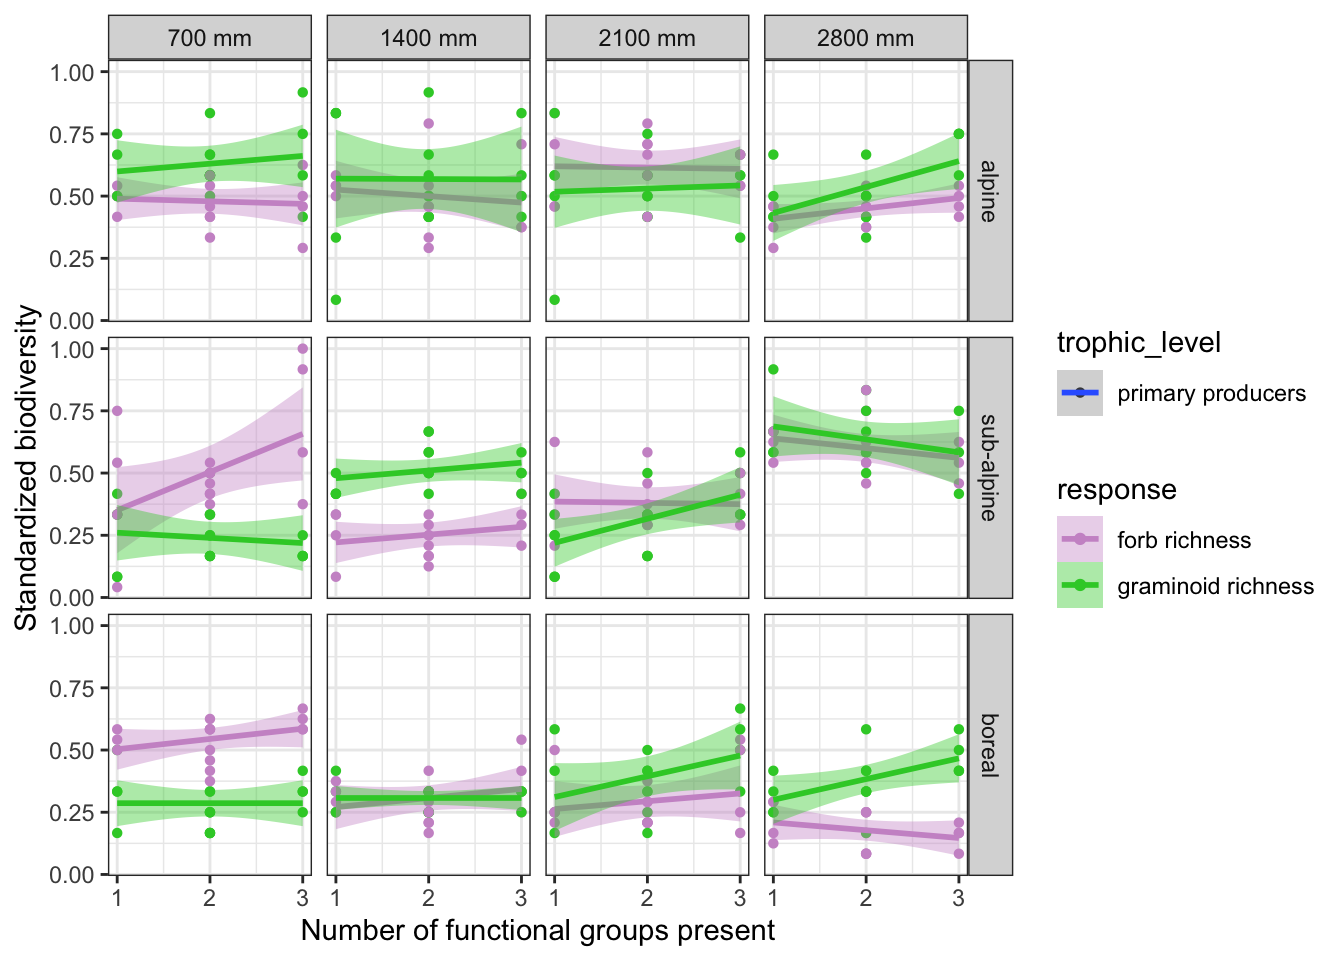 700 mm
1400 mm
2100 mm
2800 mm
Standardized biodiversity
1.00
0.75
0.50
0.25
0.00
alpine
1.00
0.75
0.50
0.25
0.00
sub-alpine
1.00
0.75
0.50
0.25
0.00
boreal
1 2 3
1 2 3
1 2 3
1 2 3
Number of functional groups present
trophic_level
primary producers
response
forb richness
graminoid richness